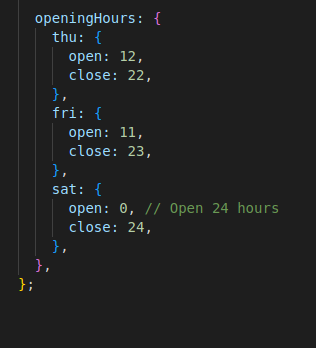 openingHours: {
thu: {
open: 12,
close: 22,
},
fri: {
open: 11,
close: 23,
},
sat: {
open: 0, // Open 24 hours
close: 24,
},
},
};